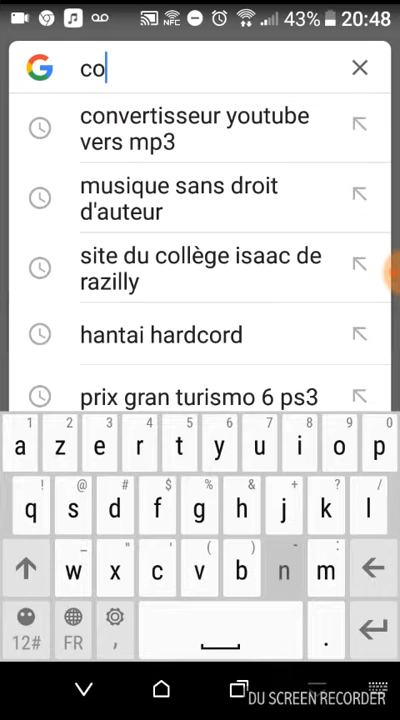 43% 20:48
co
convertisseur youtube
vers mp3
musique sans droit
d'auteur
site du collège isaac de
razilly
hantai hardcord
prix gran turismo 6 ps3
1 2 3 4 5 6 7 8 9 0
a z e r t y u i o p
! @ # $ % & + ? /
q s d f g h j k l
_ " ' ( ) - :
w x c v b n m
12# FR , .
DU SCREEN RECORDER